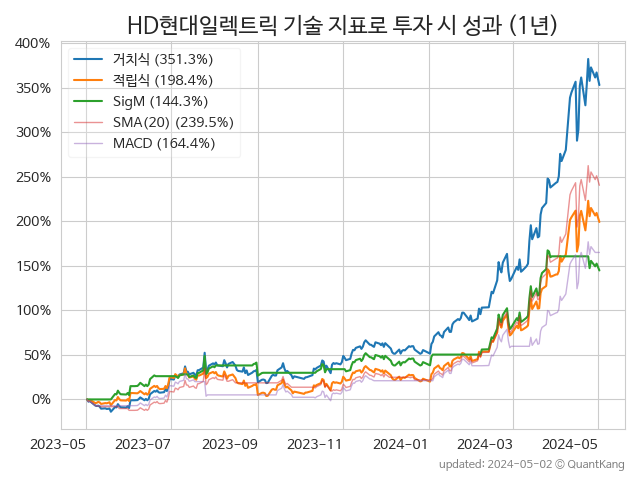 HD현대일렉트릭 기술 지표로 투자 시 성과 (1년)
400%
350%
300%
250%
200%
150%
100%
50%
0%
거치식 (351.3%)
적립식 (198.4%)
SigM (144.3%)
SMA(20) (239.5%)
MACD (164.4%)
2023-05 2023-07 2023-09 2023-11 2024-01 2024-03 2024-05
updated: 2024-05-02 © QuantKang